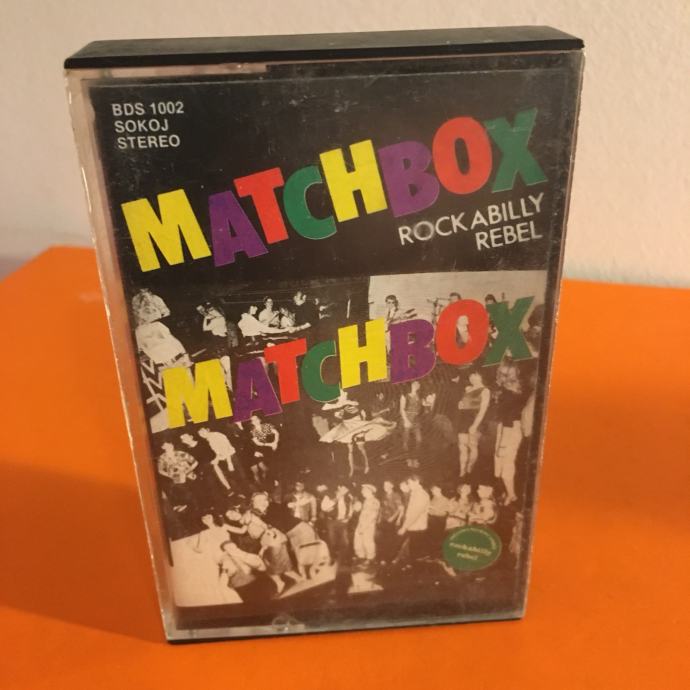 BDS 1002
SOKOJ
STEREO
MATCHBOX
ROCKABILLY
REBEL
MATCHBOX
rockabilly
rebel